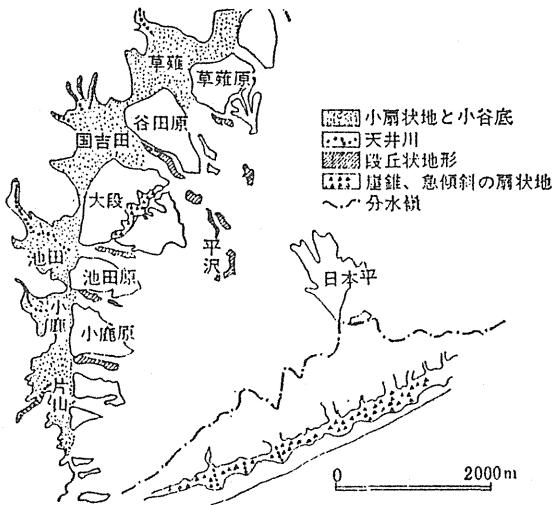 草薙
草薙原
谷田原
国吉田
大段
平沢
池田
池田原
小鹿
小鹿原
片山
日本平
小扇状地と小谷底
天井川
段丘状地形
崖錐、急傾斜の扇状地
分水嶺
0 2000m